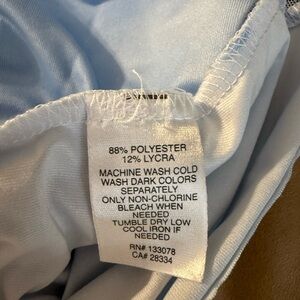 88% POLYESTER
12% LYCRA
MACHINE WASH COLD
WASH DARK COLORS
SEPARATELY
ONLY NON-CHLORINE
BLEACH WHEN
NEEDED
TUMBLE DRY LOW
COOL IRON IF
NEEDED
RN# 133078
CA# 28334